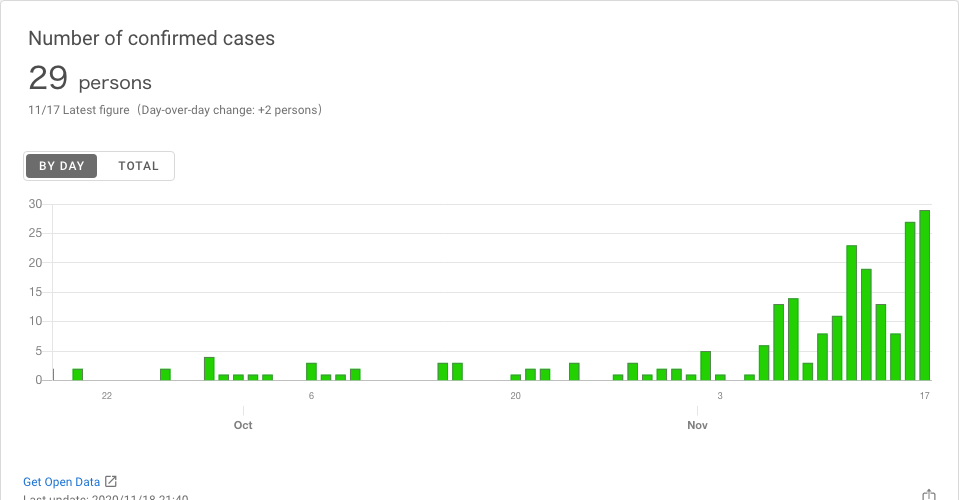 Number of confirmed cases
29 persons
11/17 Latest figure（Day-over-day change: +2 persons）
BY DAY TOTAL
30
25
20
15
10
5
0
22 6 20 3 17
Oct Nov
Get Open Data
Last update: 2020/11/18 21:40